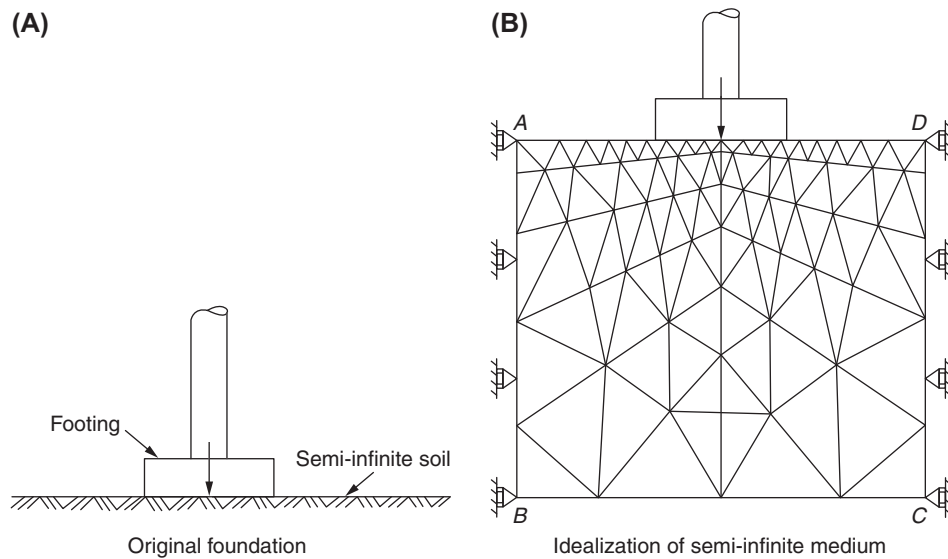 (A)
Footing
Semi-infinite soil
Original foundation
(B)
A
D
B
C
Idealization of semi-infinite medium